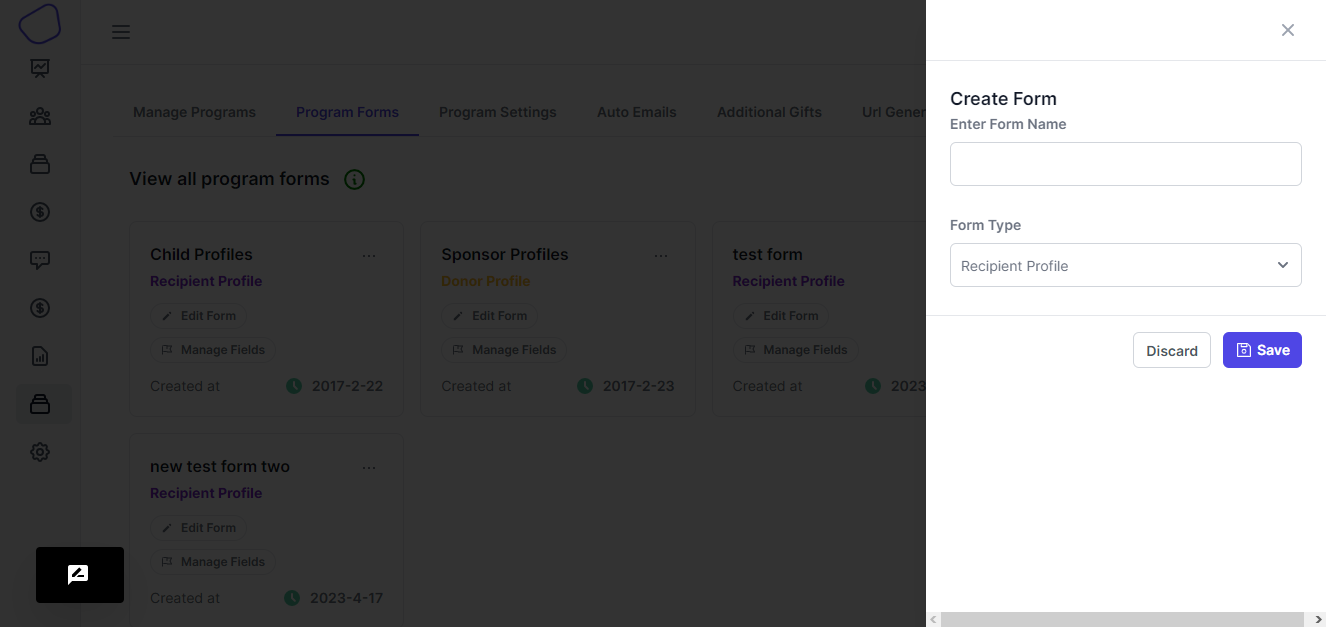 Manage Programs Program Forms Program Settings Auto Emails Additional Gifts Url Gener
View all program forms
Child Profiles ...
Recipient Profile
Edit Form
Manage Fields
Created at 2017-2-22
Sponsor Profiles ...
Donor Profile
Edit Form
Manage Fields
Created at 2017-2-23
test form
Recipient Profile
Edit Form
Manage Fields
Created at 2023
new test form two ...
Recipient Profile
Edit Form
Manage Fields
Created at 2023-4-17
Create Form
Enter Form Name
Form Type
Recipient Profile
Discard Save